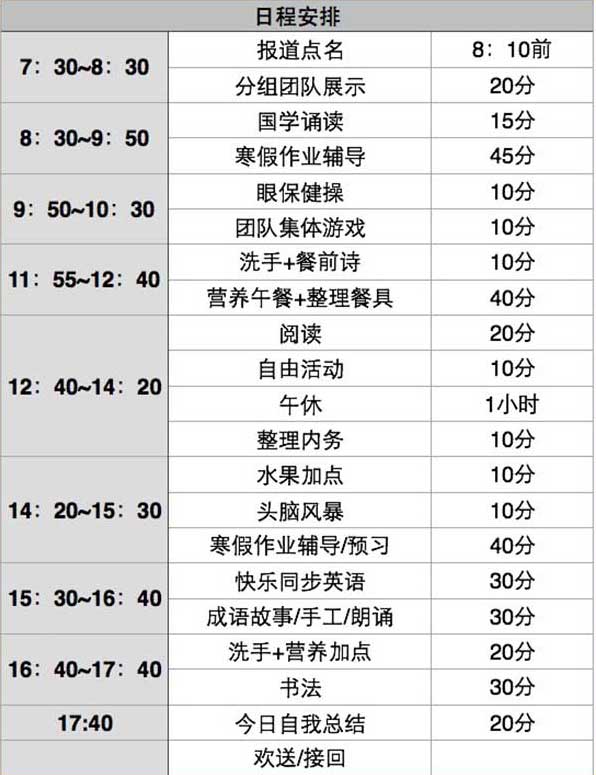 日程安排
7：30~8：30 报道点名 8：10前
分组团队展示 20分
8：30~9：50 国学诵读 15分
寒假作业辅导 45分
9：50~10：30 眼保健操 10分
团队集体游戏 10分
11：55~12：40 洗手+餐前诗 10分
营养午餐+整理餐具 40分
12：40~14：20 阅读 20分
自由活动 10分
午休 1小时
整理内务 10分
14：20~15：30 水果加点 10分
头脑风暴 10分
寒假作业辅导/预习 40分
15：30~16：40 快乐同步英语 30分
成语故事/手工/朗诵 30分
16：40~17：40 洗手+营养加点 20分
书法 30分
17:40 今日自我总结 20分
欢送/接回